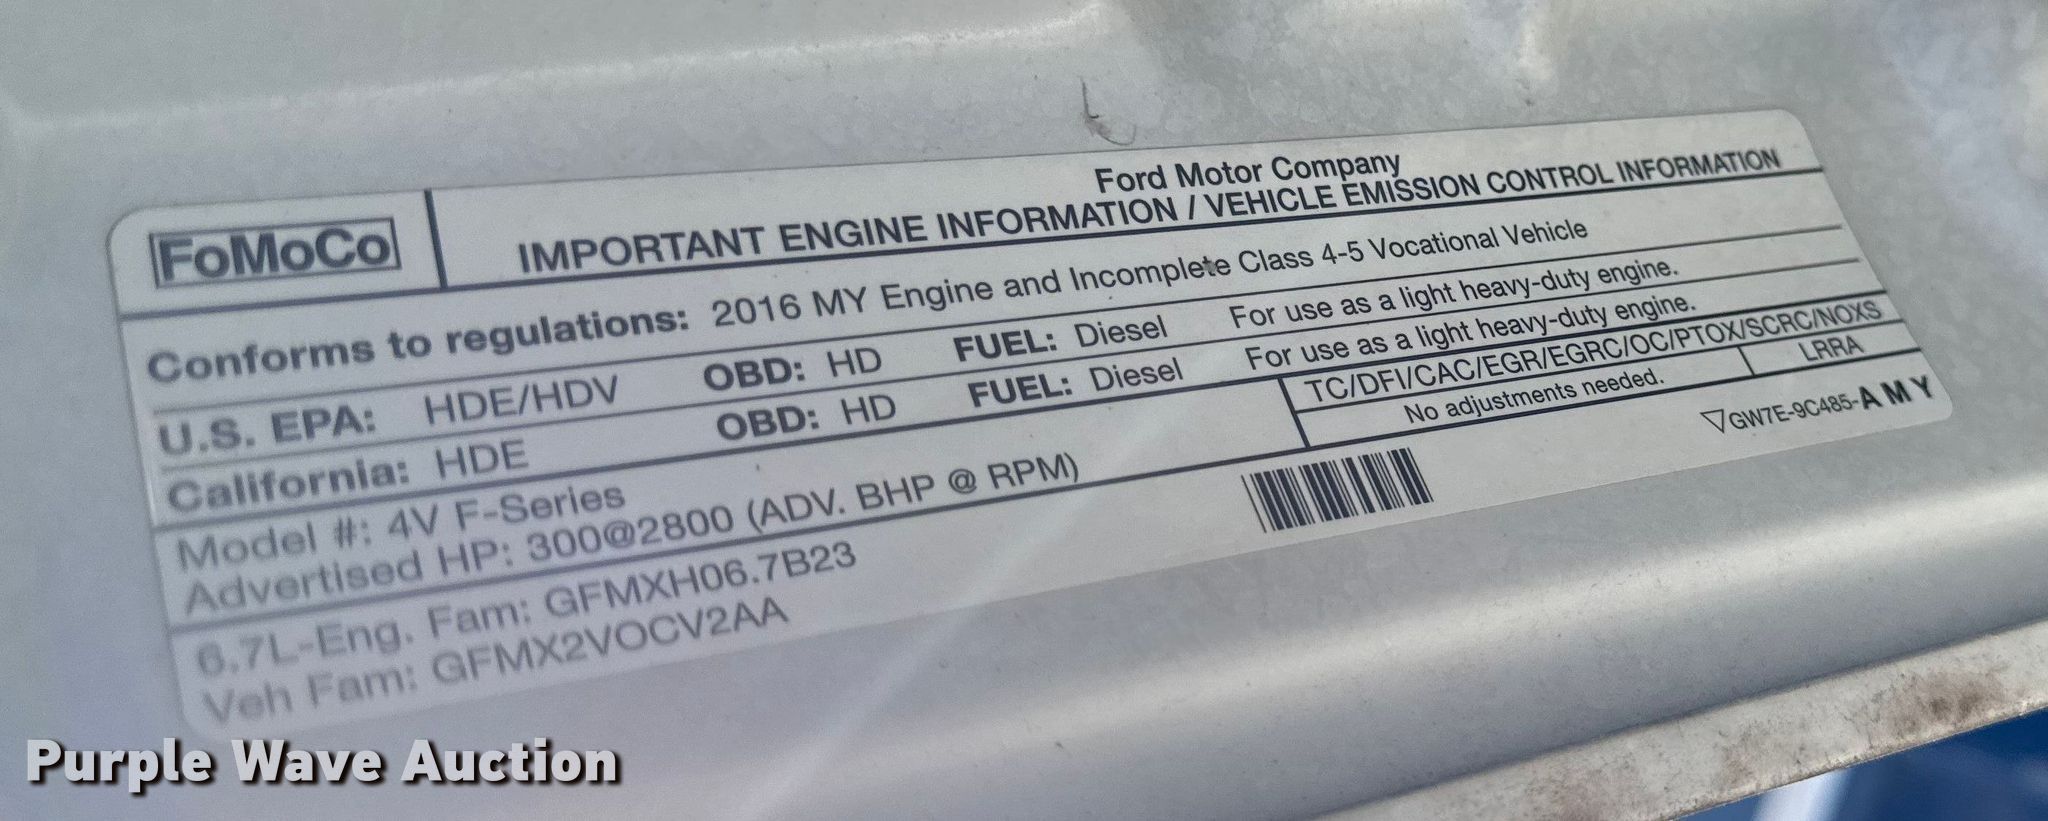 FoMoCo
Ford Motor Company
IMPORTANT ENGINE INFORMATION / VEHICLE EMISSION CONTROL INFORMATION
Conforms to regulations: 2016 MY Engine and Incomplete Class 4-5 Vocational Vehicle
U.S. EPA: HDE/HDV OBD: HD FUEL: Diesel For use as a light heavy-duty engine.
California: HDE OBD: HD FUEL: Diesel For use as a light heavy-duty engine.
Model #: 4V F-Series
TC/DFI/CAC/EGR/EGRC/OC/PTOX/SCRC/NOXS
Advertised HP: 300@2800 (ADV. BHP @ RPM)
No adjustments needed. LRRA
6.7L-Eng. Fam: GFMXH06.7B23
Veh Fam: GFMX2VOCV2AA
GW7E-9C485-AMY
Purple Wave Auction